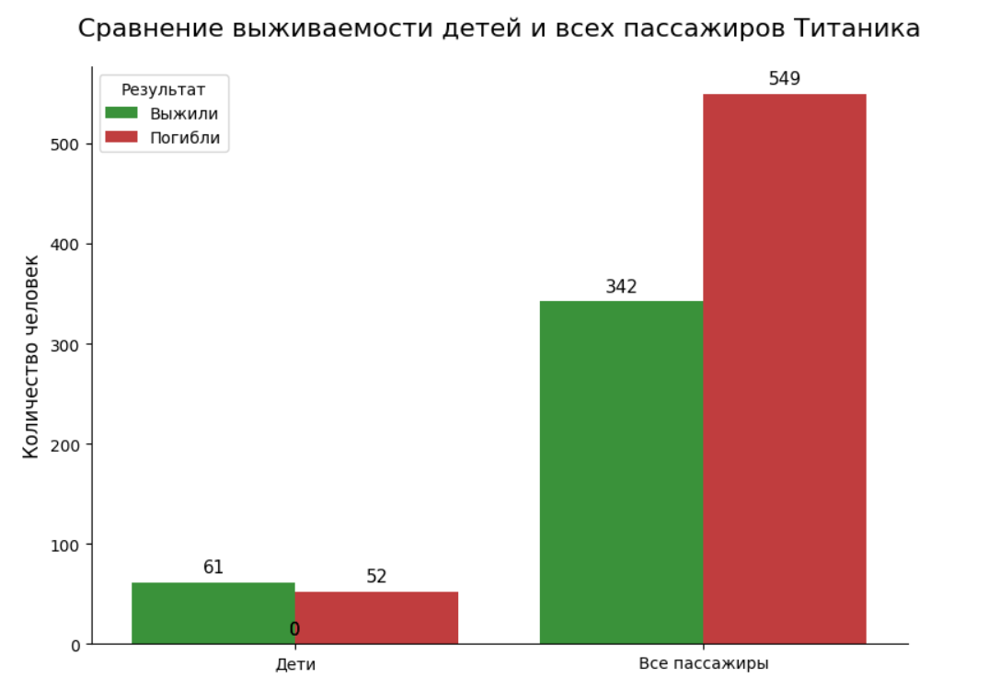 Сравнение выживаемости детей и всех пассажиров Титаника
Результат
Выжили
Погибли
Количество человек
500
400
300
200
100
0
549
342
61
52
0
Дети
Все пассажиры